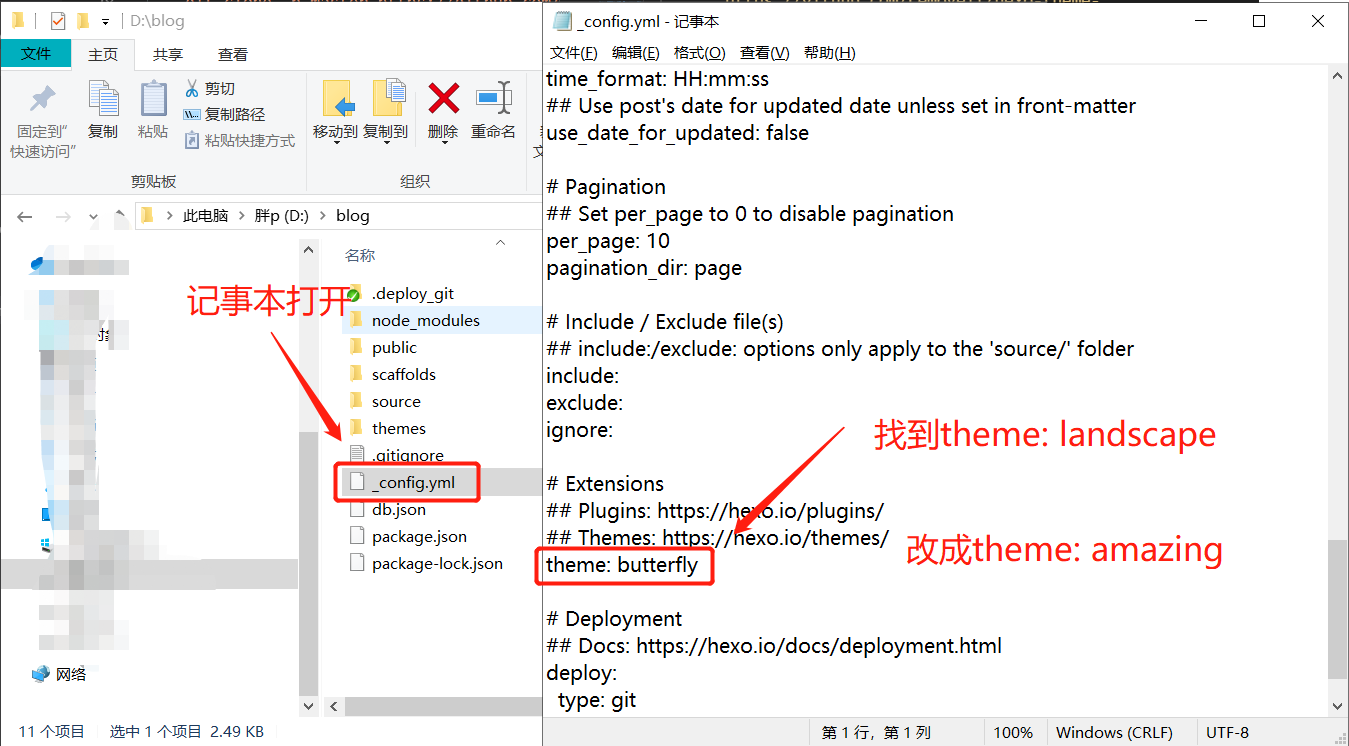 D:\blog
文件
主页
共享
查看
固定到"
快速访问"
复制
粘贴
剪切
复制路径
粘贴快捷方式
移动到
复制到
删除
重命名
剪贴板
组织
此电脑
胖p (D:)
blog
名称
.deploy_git
node_modules
public
scaffolds
source
themes
.gitignore
_config.yml
db.json
package.json
package-lock.json
网络
11 个项目
选中 1 个项目 2.49 KB
记事本打开
_config.yml - 记事本
文件(F) 编辑(E) 格式(O) 查看(V) 帮助(H)
time_format: HH:mm:ss
## Use post's date for updated date unless set in front-matter
use_date_for_updated: false
# Pagination
## Set per_page to 0 to disable pagination
per_page: 10
pagination_dir: page
# Include / Exclude file(s)
## include:/exclude: options only apply to the 'source/' folder
include:
exclude:
ignore:
# Extensions
## Plugins: https://hexo.io/plugins/
## Themes: https://hexo.io/themes/
theme: butterfly
# Deployment
## Docs: https://hexo.io/docs/deployment.html
deploy:
type: git
找到theme: landscape
改成theme: amazing
第 1 行，第 1 列
100%
Windows (CRLF)
UTF-8